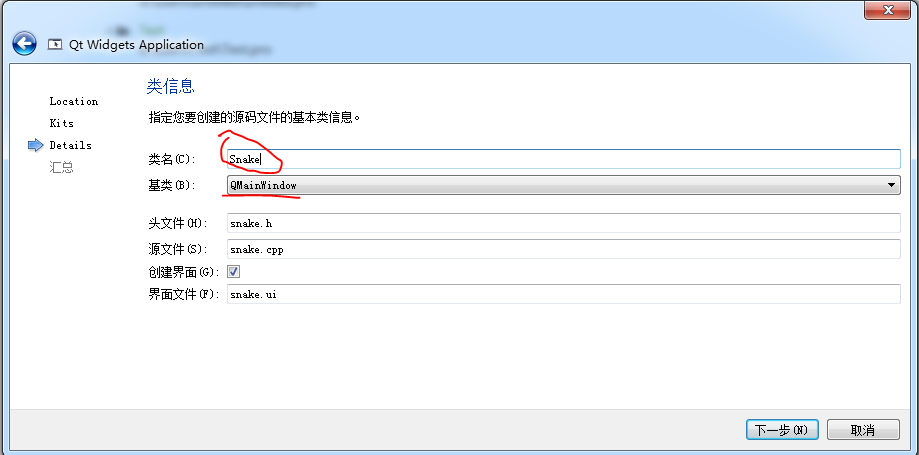 Qt Widgets Application
类信息
Location
Kits
Details
汇总
指定您要创建的源码文件的基本类信息。
类名(C):
Snake
基类(B):
QMainWindow
头文件(H):
snake.h
源文件(S):
snake.cpp
创建界面(G):
界面文件(F):
snake.ui
下一步(N)
取消